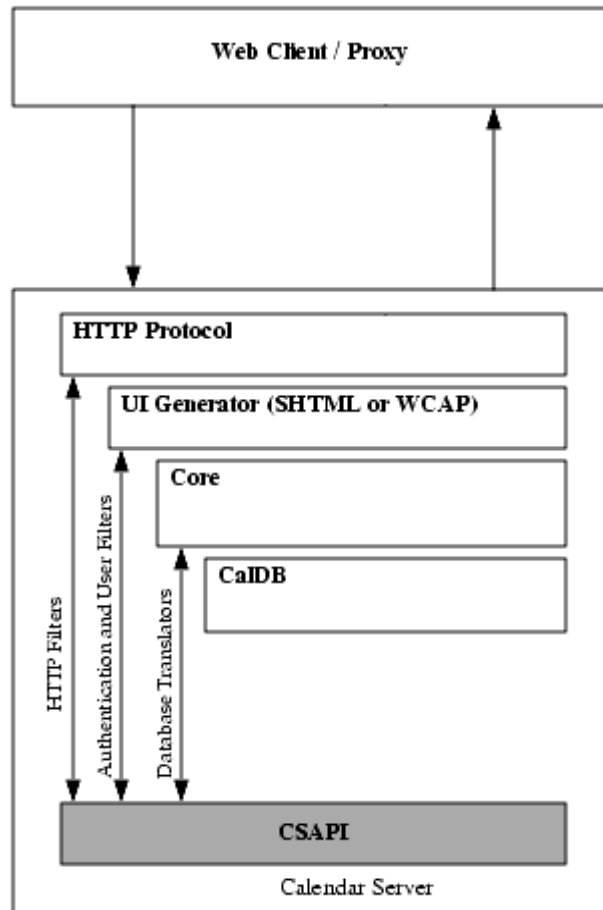 Web Client / Proxy
HTTP Protocol
UI Generator (SHTML or WCAP)
Core
CalDB
HTTP Filters
Authentication and User Filters
Database Translators
CSAPI
Calendar Server